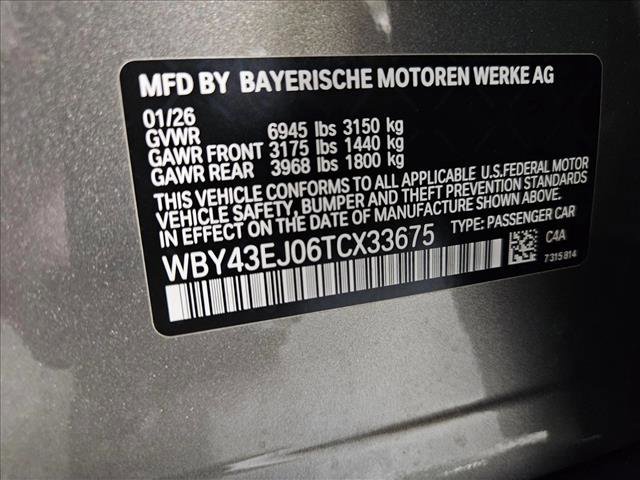 MFD BY BAYERISCHE MOTOREN WERKE AG
01/26
GVWR 6945 lbs 3150 kg
GAWR FRONT 3175 lbs 1440 kg
GAWR REAR 3968 lbs 1800 kg
THIS VEHICLE CONFORMS TO ALL APPLICABLE U.S.FEDERAL MOTOR
VEHICLE SAFETY, BUMPER AND THEFT PREVENTION STANDARDS
IN EFFECT ON THE DATE OF MANUFACTURE SHOWN ABOVE.
WBY43EJ06TCX33675 TYPE: PASSENGER CAR
C4A
7315814